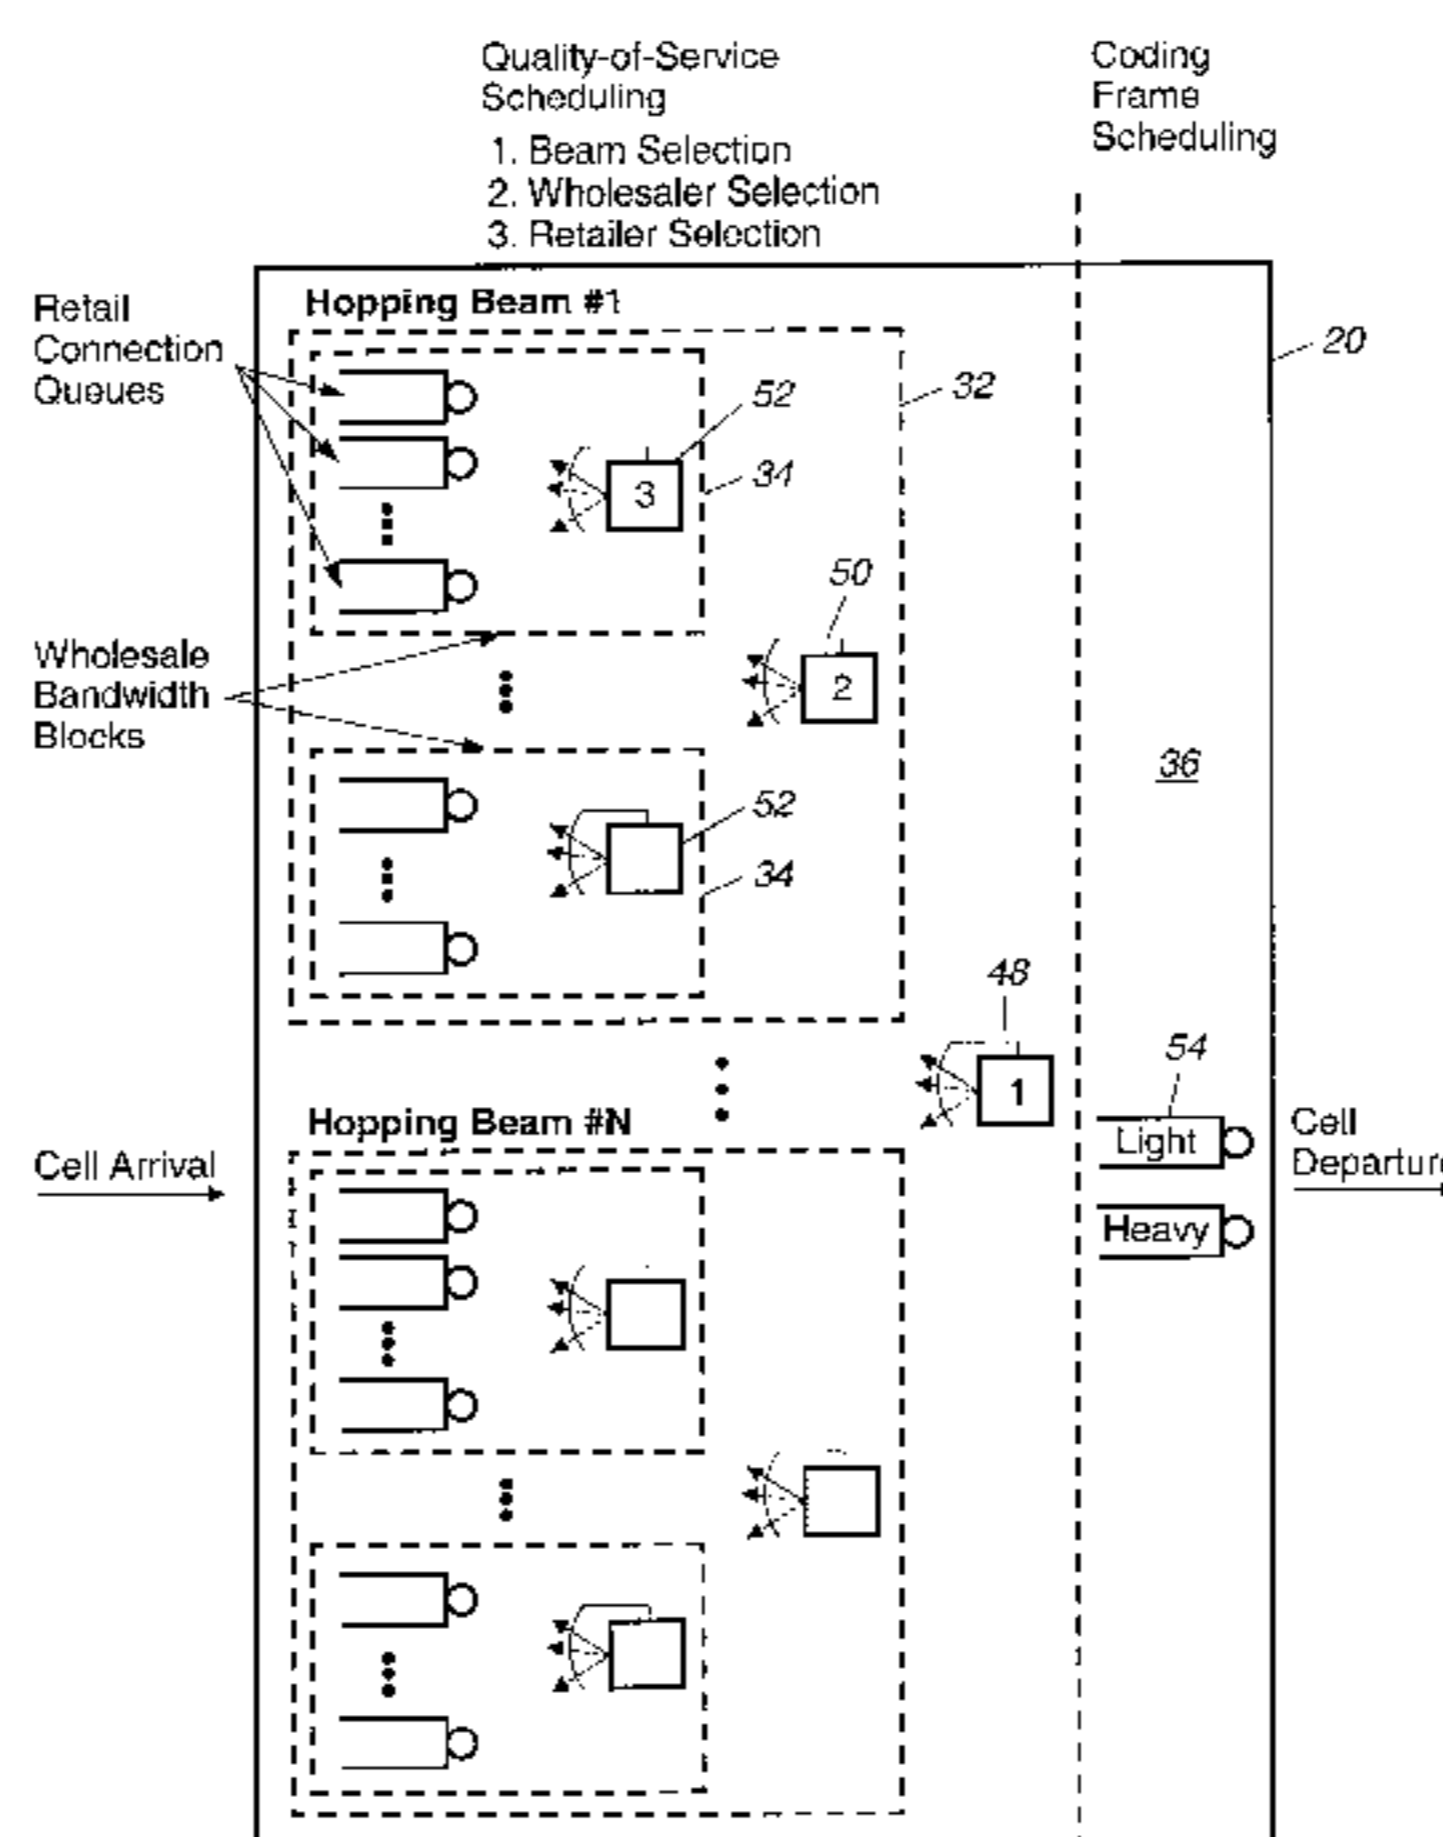 Quality-of-Service
Scheduling
1. Beam Selection
2. Wholesaler Selection
3. Retailer Selection
Coding
Frame
Scheduling
Hopping Beam #1
Retail
Connection
Queues
20
32
52
34
3
50
2
Wholesale
Bandwidth
Blocks
36
52
34
48
1
54
Light
Heavy
Hopping Beam #N
Cell Arrival
Cell
Departure